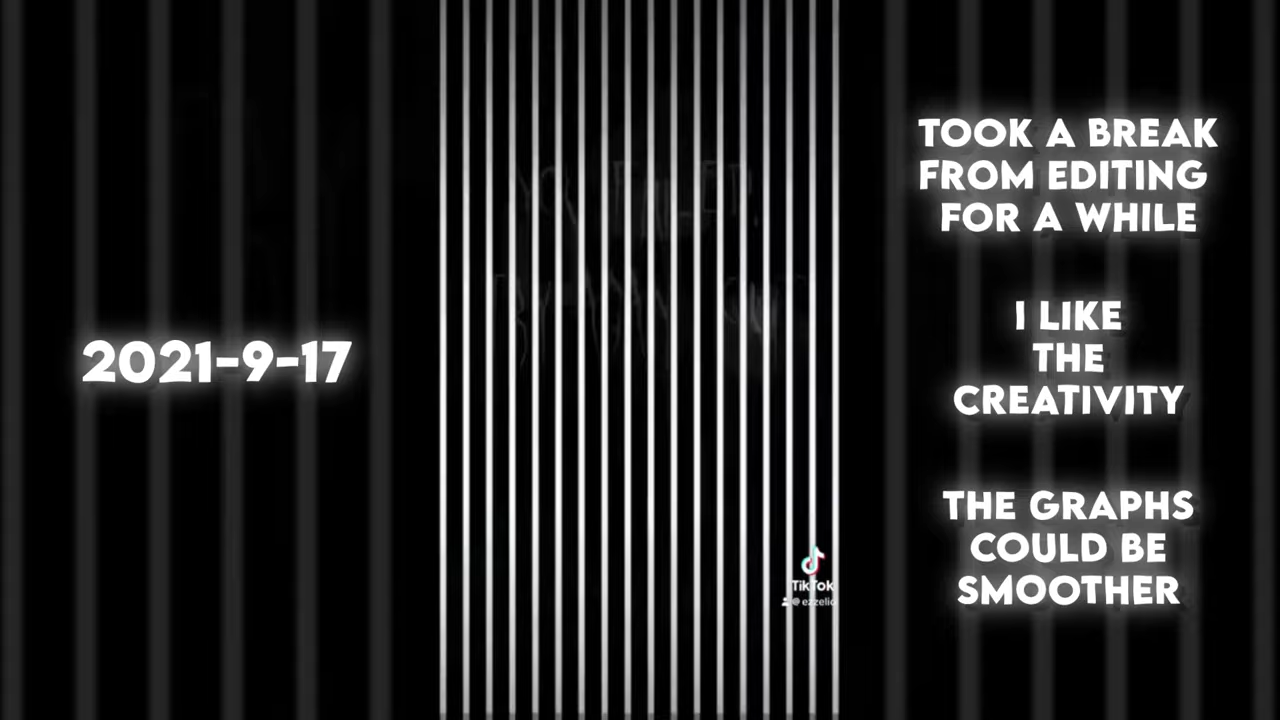 2021-9-17
TOOK A BREAK
FROM EDITING
FOR A WHILE
I LIKE
THE
CREATIVITY
THE GRAPHS
COULD BE
SMOOTHER
TikTok